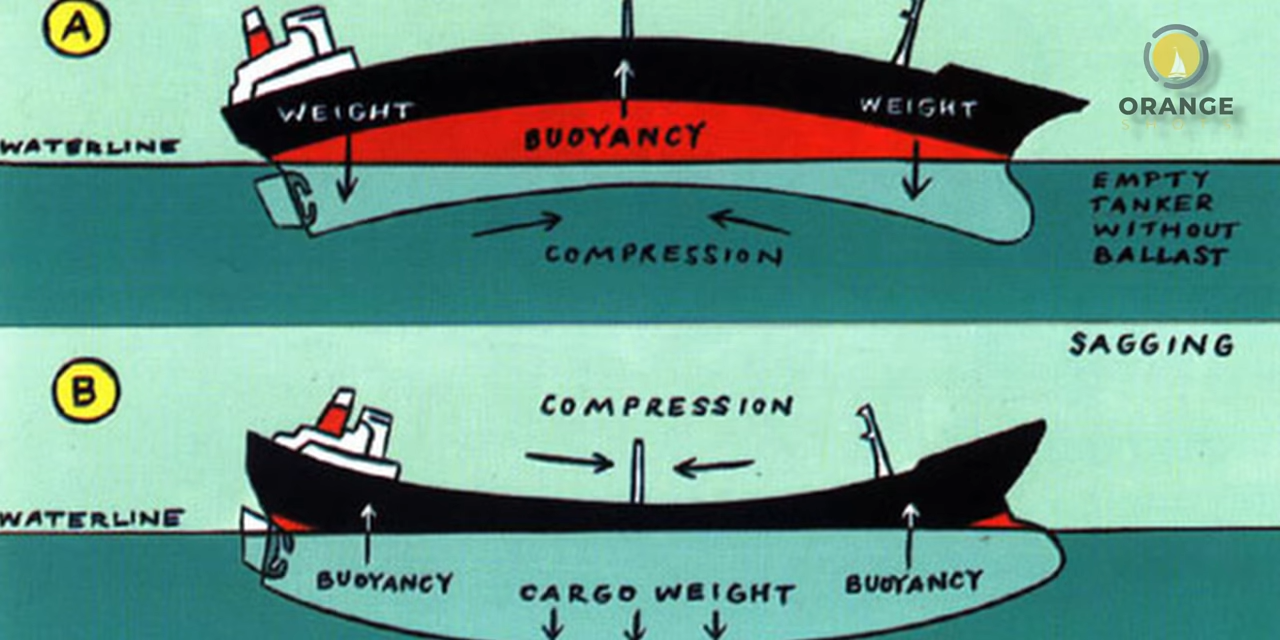 A
WEIGHT
WEIGHT
BUOYANCY
WATERLINE
COMPRESSION
ORANGE
EMPTY
TANKER
WITHOUT
BALLAST
SAGGING
B
COMPRESSION
WATERLINE
BUOYANCY
CARGO WEIGHT
BUOYANCY